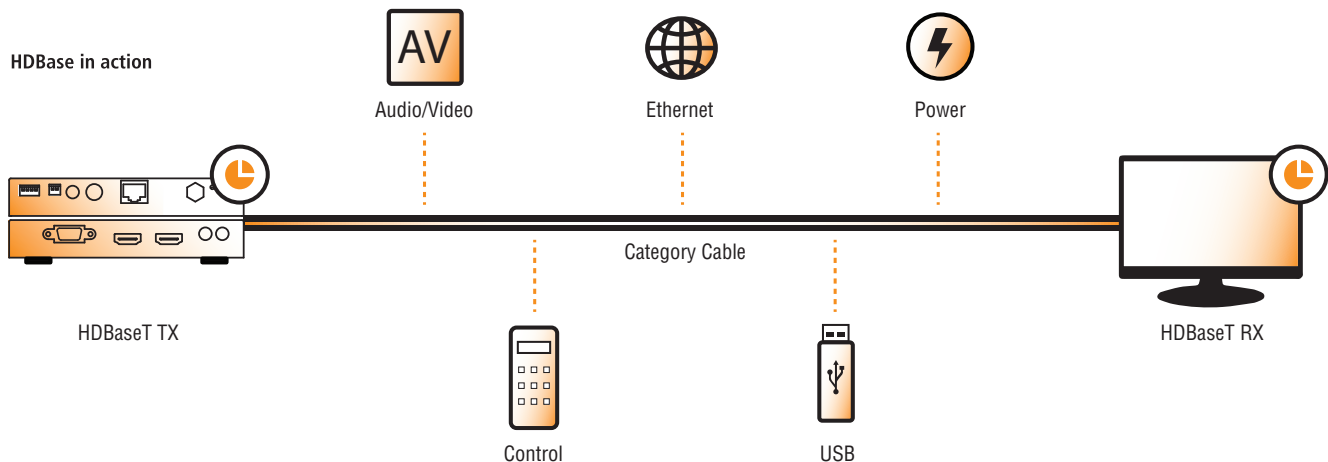 HDBase in action
AV
Audio/Video
Ethernet
Power
Category Cable
HDBaseT TX
HDBaseT RX
Control
USB